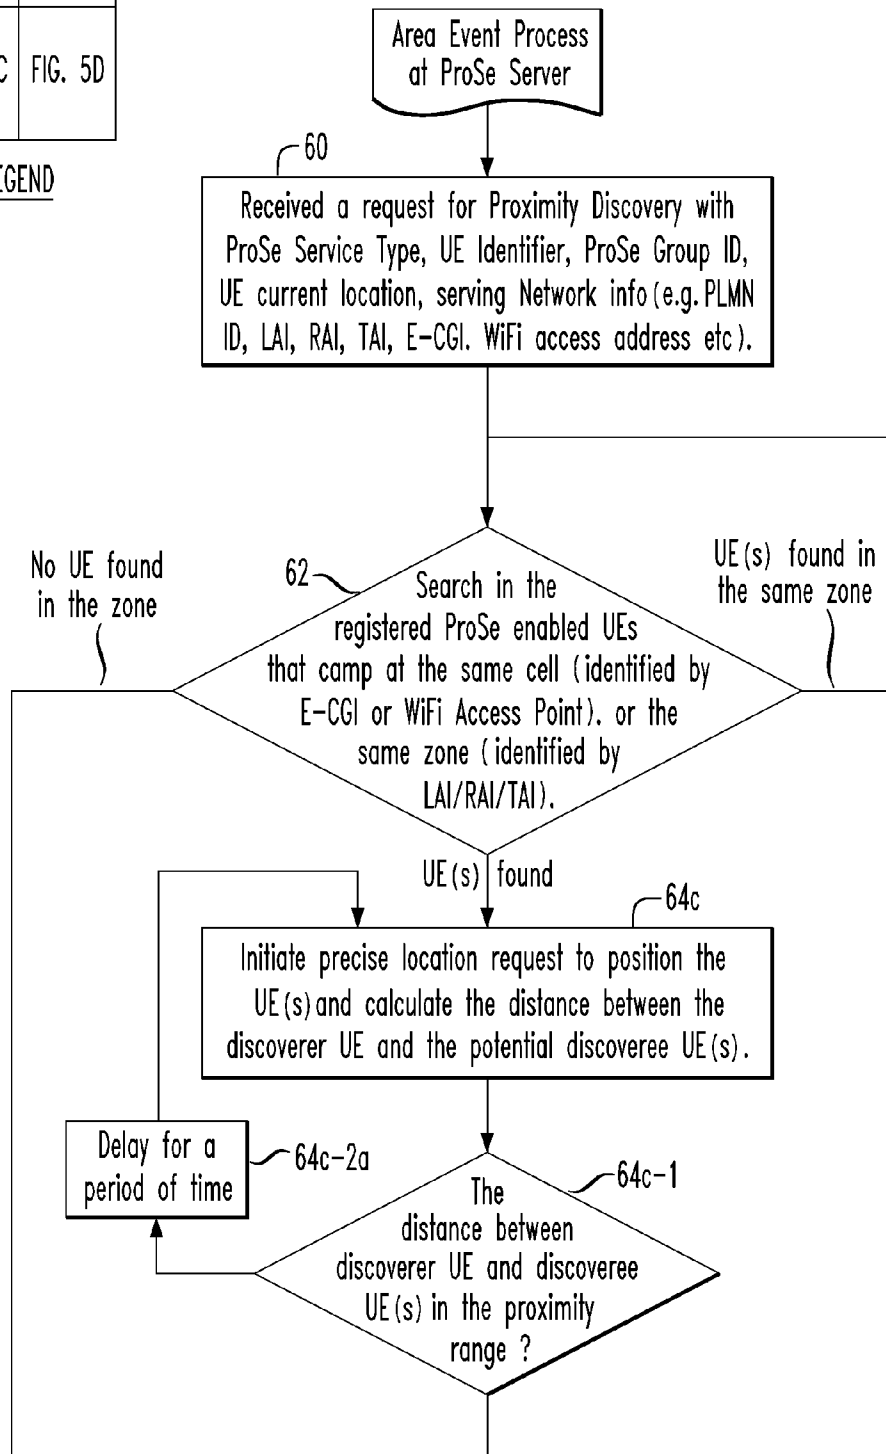 C FIG. 5D
EGEND
Area Event Process
at ProSe Server
60
Received a request for Proximity Discovery with
ProSe Service Type, UE Identifier, ProSe Group ID,
UE current location, serving Network info (e.g. PLMN
ID, LAI, RAI, TAI, E-CGI. WiFi access address etc).
No UE found
in the zone
62
UE(s) found in
the same zone
Search in the
registered ProSe enabled UEs
that camp at the same cell (identified by
E-CGI or WiFi Access Point). or the
same zone (identified by
LAI/RAI/TAI).
UE(s) found
64c
Initiate precise location request to position the
UE(s) and calculate the distance between the
discoverer UE and the potential discoveree UE(s).
Delay for a
period of time
64c-2a
64c-1
The
distance between
discoverer UE and discoveree
UE(s) in the proximity
range ?